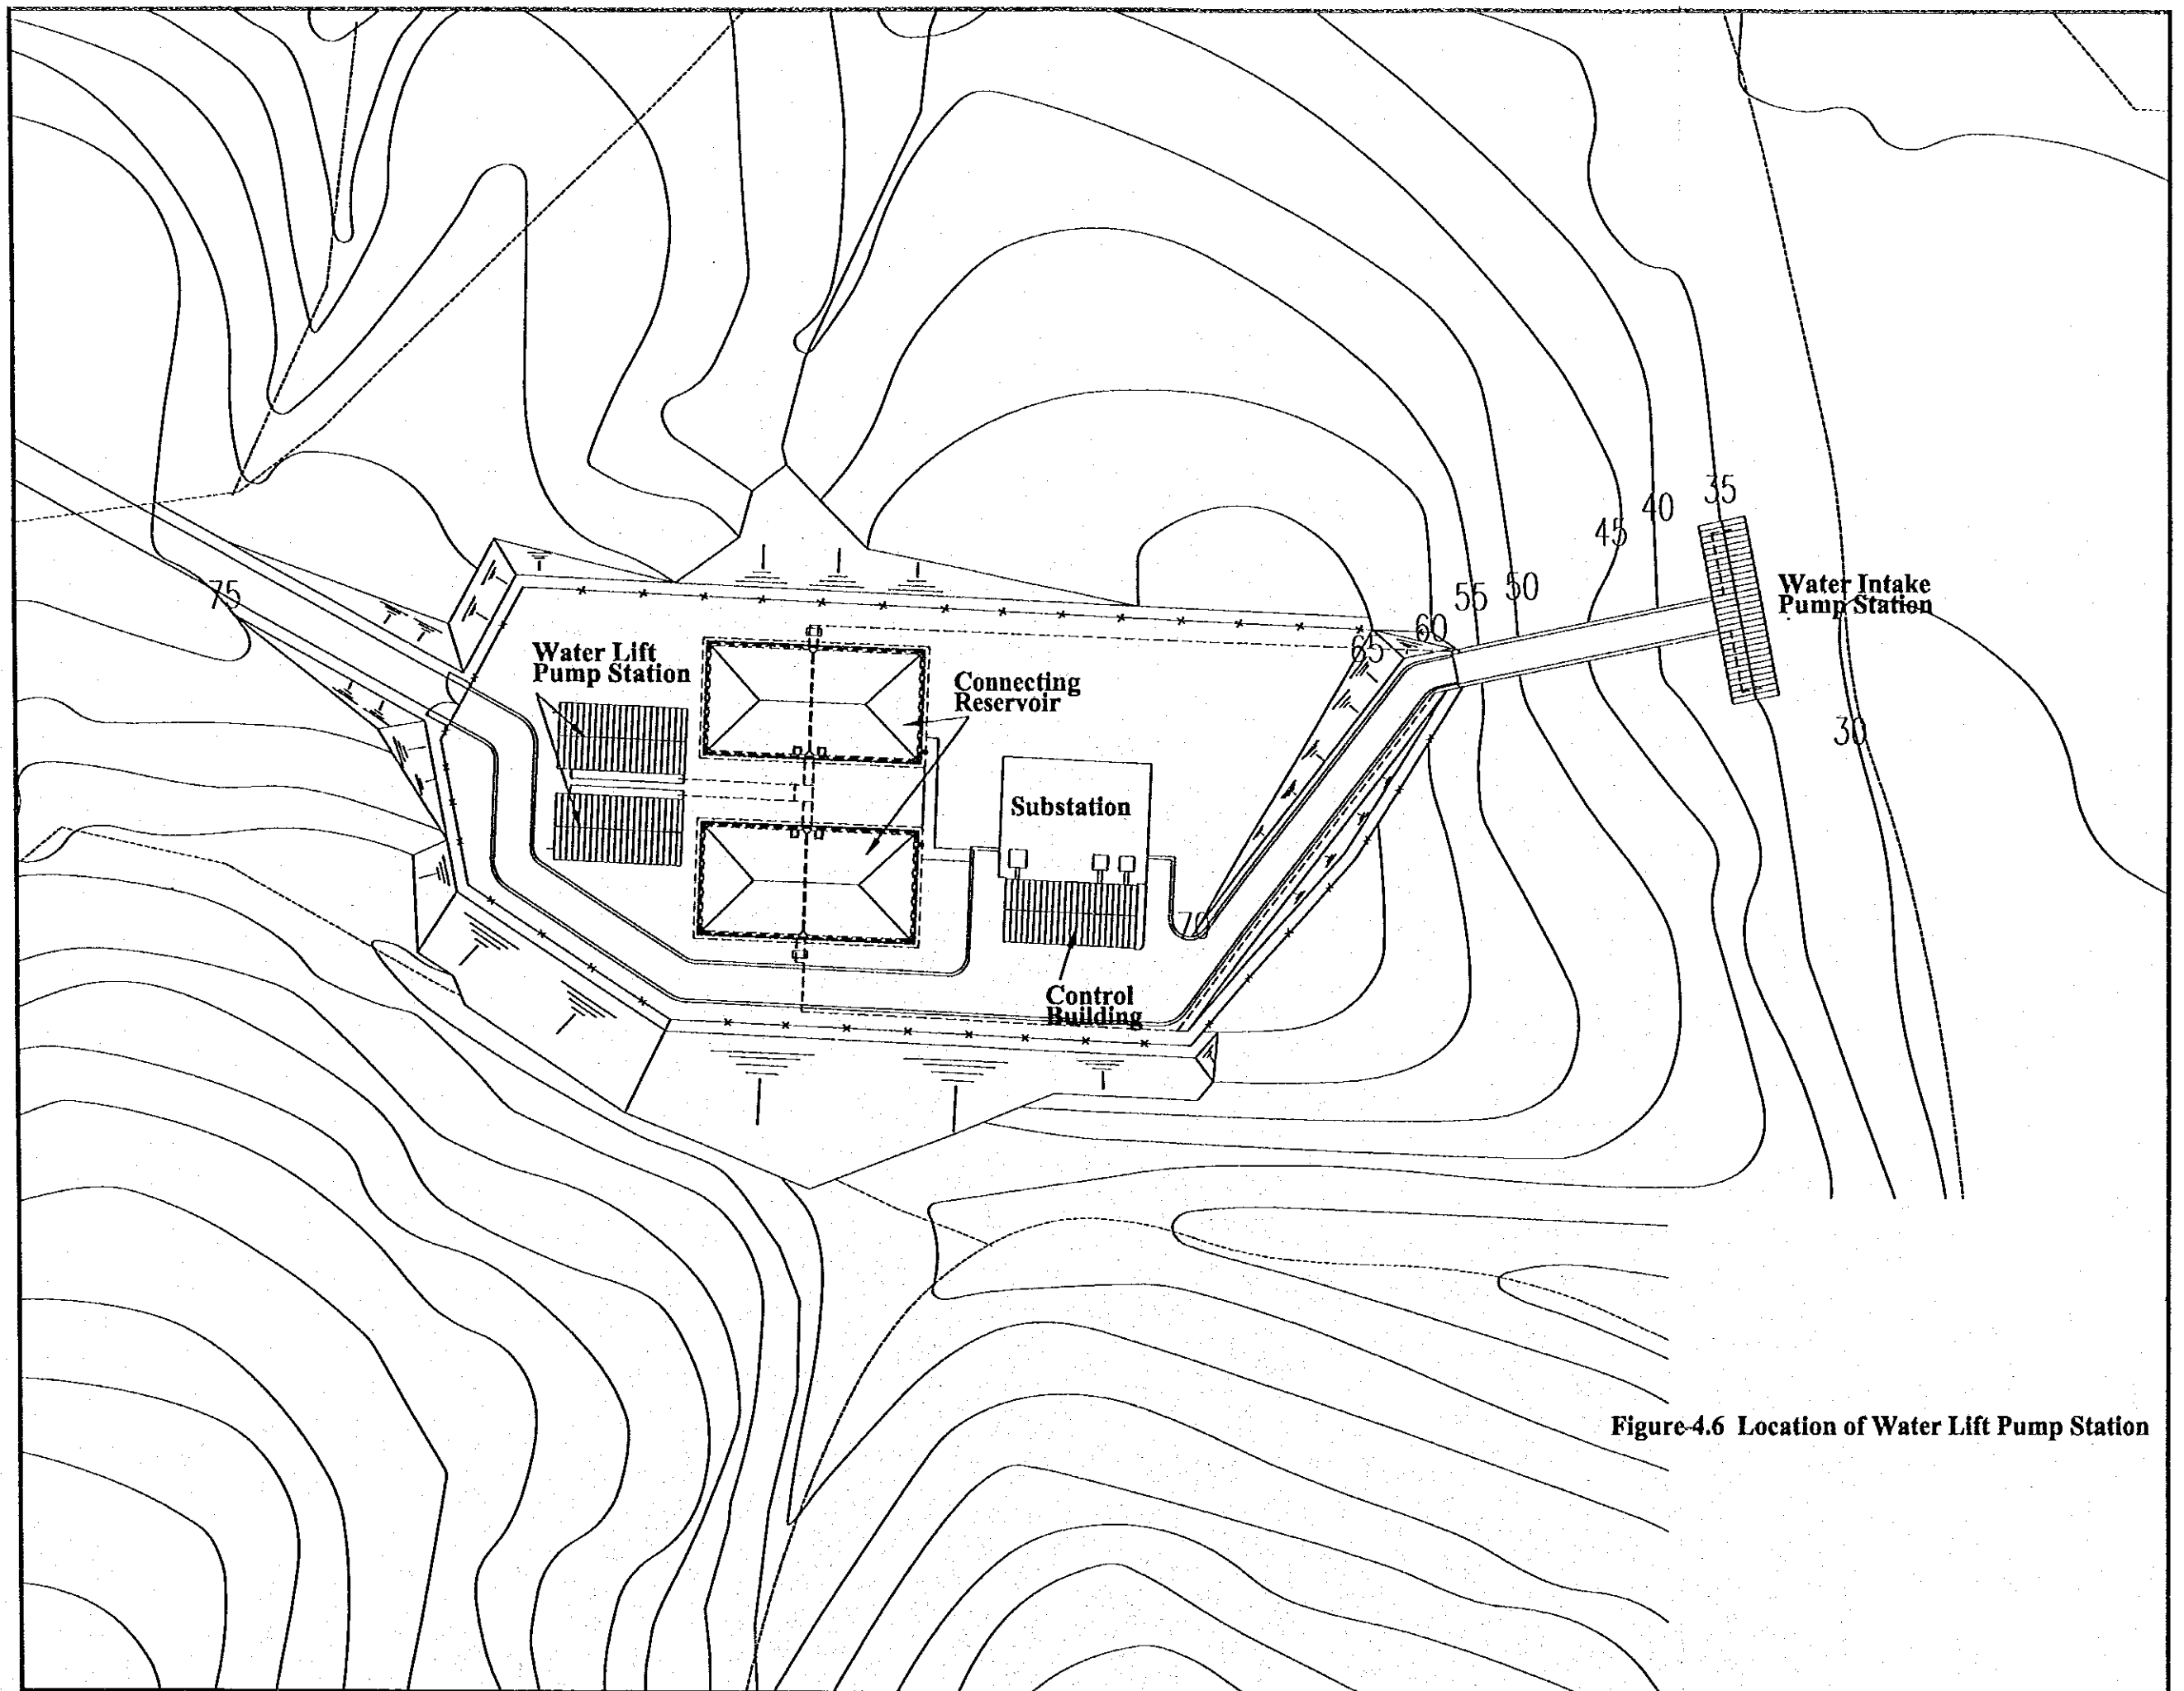 35
40
45
50
55
60
65
75
Water Intake
Pump Station
Water Lift
Pump Station
Connecting
Reservoir
30
Substation
70
Control
Building
Figure-4.6 Location of Water Lift Pump Station